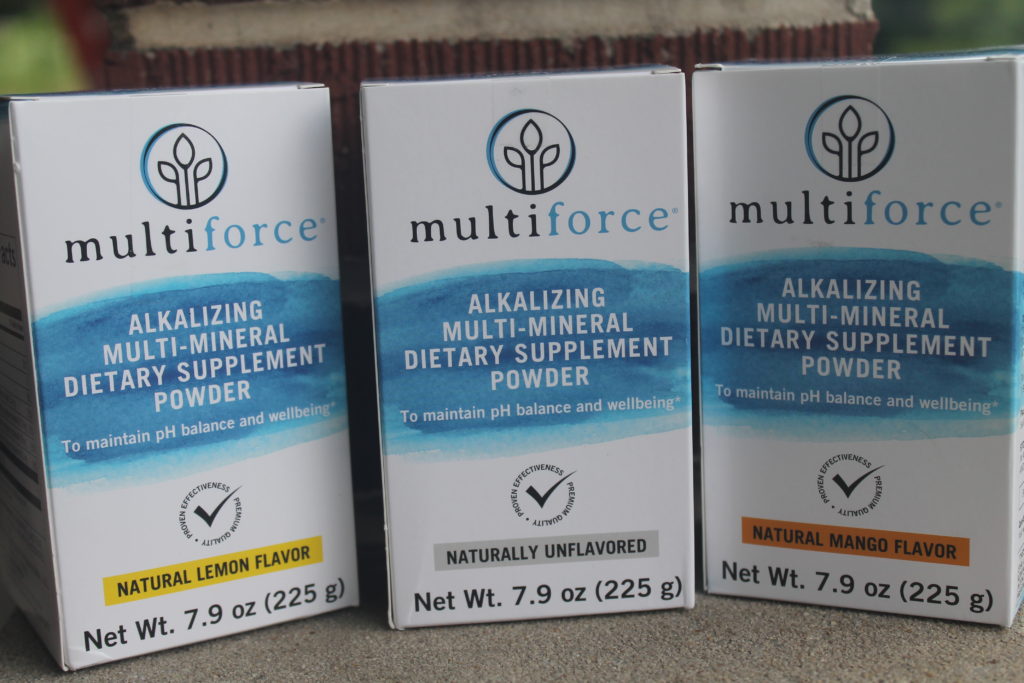 multiforce®
ALKALIZING
MULTI-MINERAL
DIETARY SUPPLEMENT
POWDER
To maintain pH balance and wellbeing*
PROVEN EFFECTIVENESS • PREMIUM QUALITY •
NATURAL LEMON FLAVOR
Net Wt. 7.9 oz (225 g)
multiforce®
ALKALIZING
MULTI-MINERAL
DIETARY SUPPLEMENT
POWDER
To maintain pH balance and wellbeing*
PROVEN EFFECTIVENESS • PREMIUM QUALITY •
NATURALLY UNFLAVORED
Net Wt. 7.9 oz (225 g)
multiforce®
ALKALIZING
MULTI-MINERAL
DIETARY SUPPLEMENT
POWDER
To maintain pH balance and wellbeing*
PROVEN EFFECTIVENESS • PREMIUM QUALITY •
NATURAL MANGO FLAVOR
Net Wt. 7.9 oz (225 g)